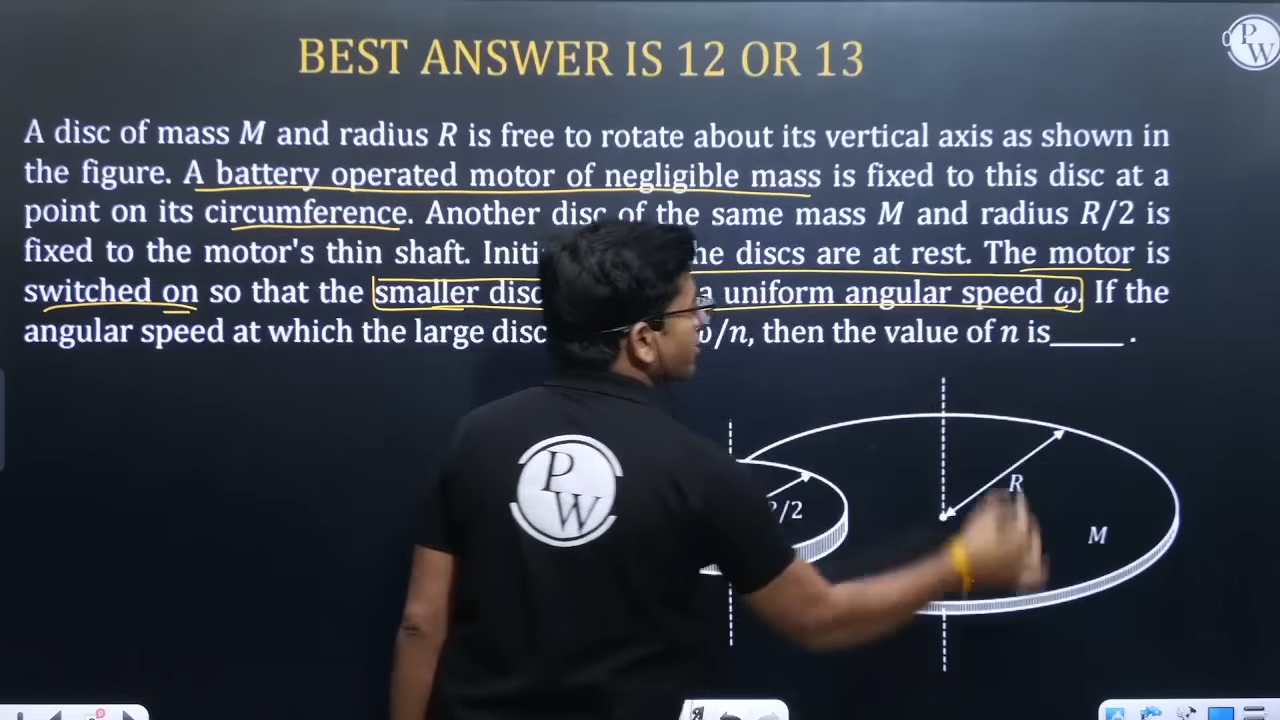 BEST ANSWER IS 12 OR 13
PW
A disc of mass M and radius R is free to rotate about its vertical axis as shown in
the figure. A battery operated motor of negligible mass is fixed to this disc at a
point on its circumference. Another disc of the same mass M and radius R/2 is
fixed to the motor's thin shaft. discs are at rest. The motor is
switched on so that the smaller a uniform angular speed ω. If the
angular speed at which the large disc /n, then the value of n is_____ .
R
/2
M
PW